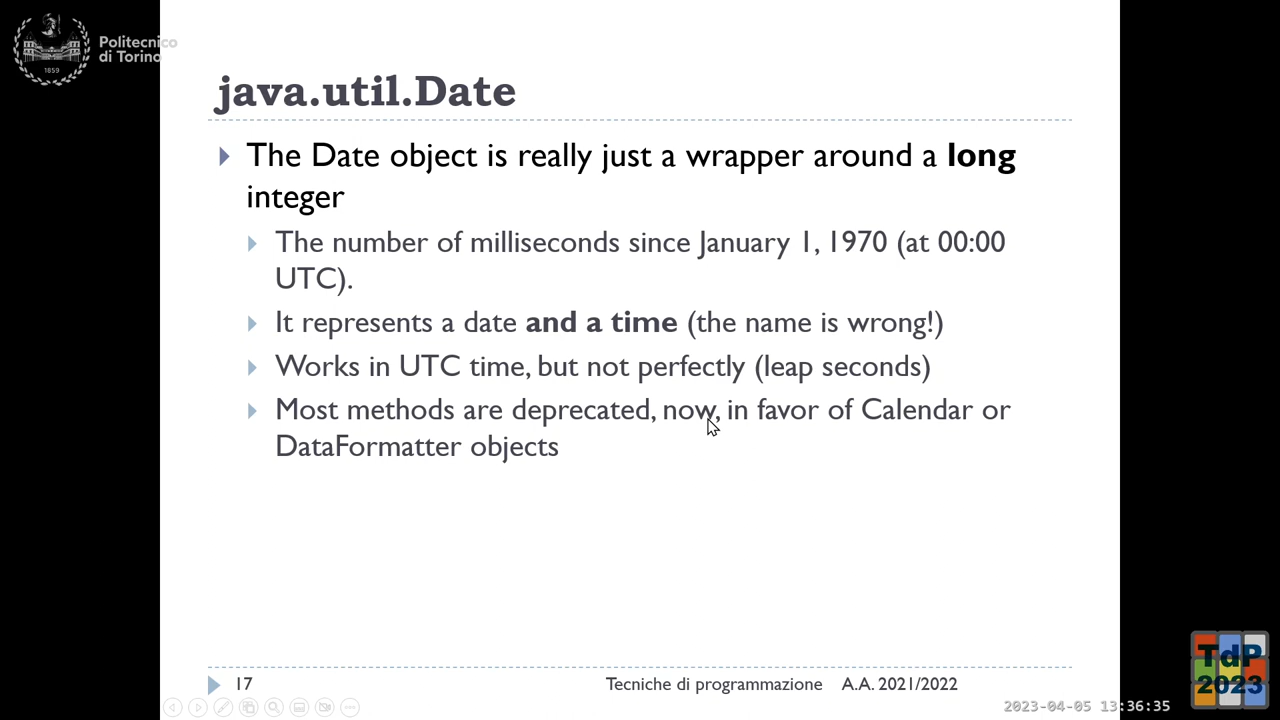 Politecnico
di Torino
1859
java.util.Date
The Date object is really just a wrapper around a long
integer
The number of milliseconds since January 1, 1970 (at 00:00
UTC).
It represents a date and a time (the name is wrong!)
Works in UTC time, but not perfectly (leap seconds)
Most methods are deprecated, now, in favor of Calendar or
DataFormatter objects
17
Tecniche di programmazione A.A. 2021/2022
2023-04-05 13:36:35
TdP
2023